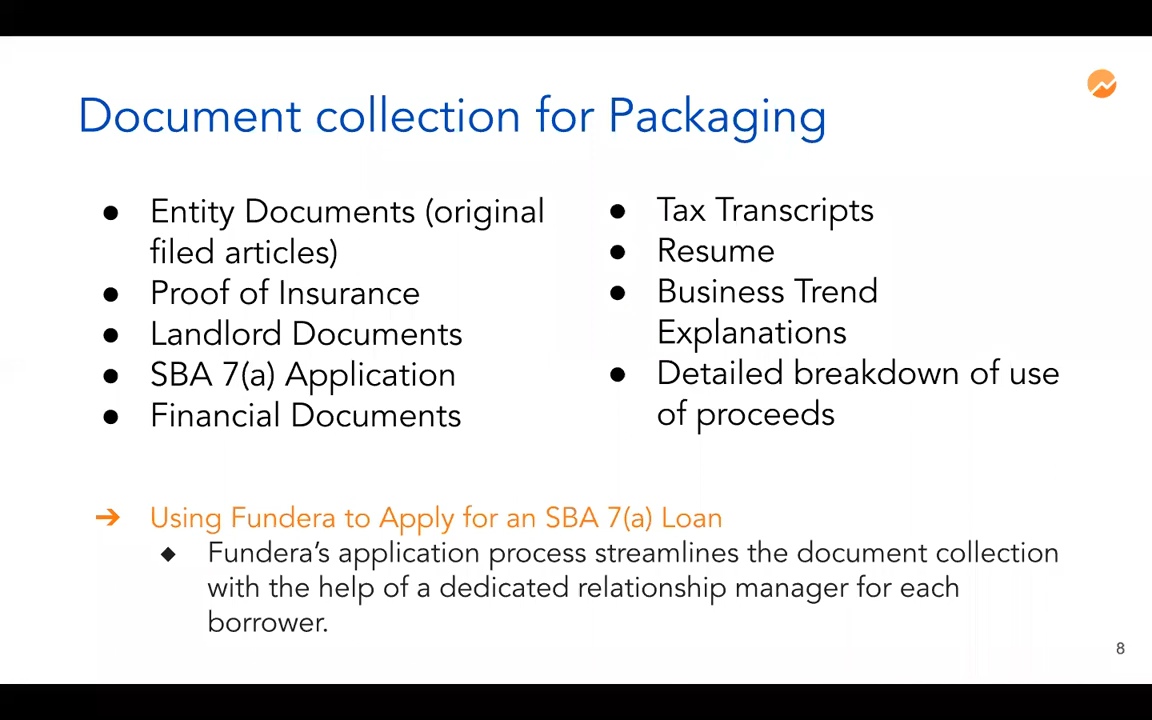 Document collection for Packaging
● Entity Documents (original
filed articles)
● Proof of Insurance
● Landlord Documents
● SBA 7(a) Application
● Financial Documents
● Tax Transcripts
● Resume
● Business Trend
Explanations
● Detailed breakdown of use
of proceeds
➔ Using Fundera to Apply for an SBA 7(a) Loan
◆ Fundera’s application process streamlines the document collection
with the help of a dedicated relationship manager for each
borrower.
8